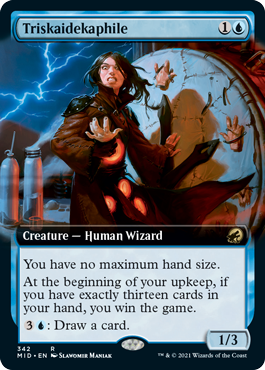 Triskaidekaphile 1
Creature — Human Wizard
You have no maximum hand size.
At the beginning of your upkeep, if
you have exactly thirteen cards in
your hand, you win the game.
3 : Draw a card.
1/3
342 R
MID • EN SLAWOMIR MANIAK
™ & © 2021 Wizards of the Coast